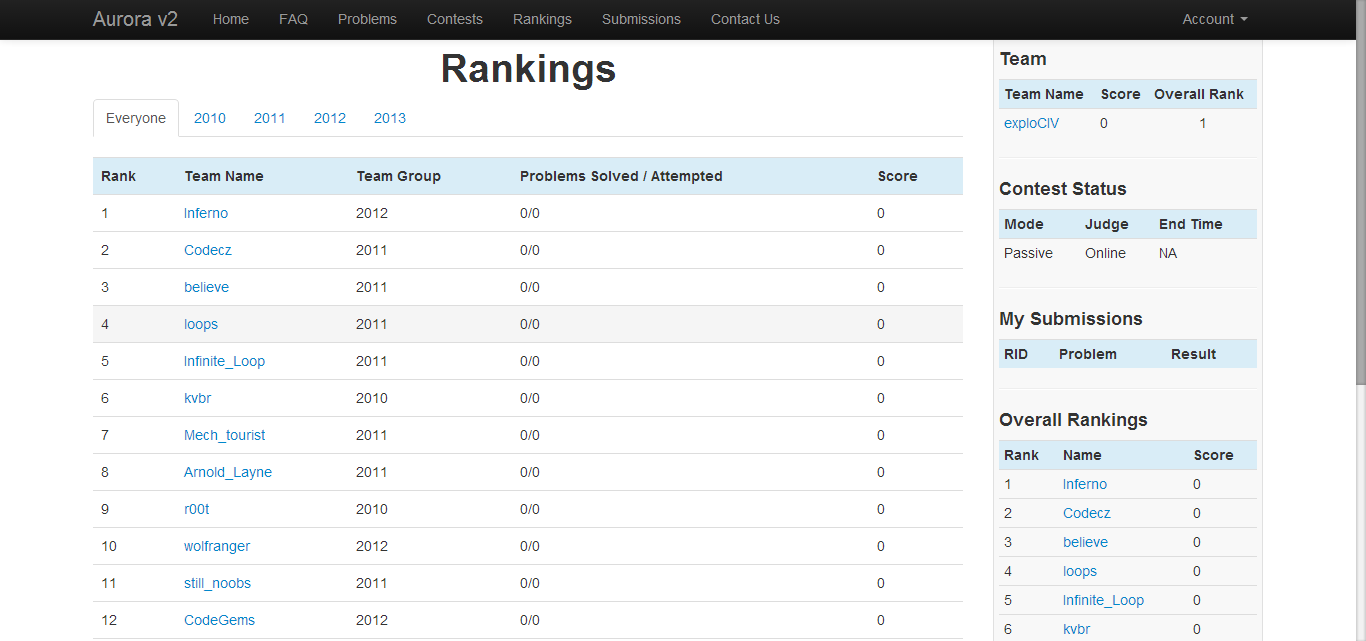 Aurora v2 Home FAQ Problems Contests Rankings Submissions Contact Us Account
Rankings
Everyone 2010 2011 2012 2013
Rank Team Name Team Group Problems Solved / Attempted Score
1 Inferno 2012 0/0 0
2 Codecz 2011 0/0 0
3 believe 2011 0/0 0
4 loops 2011 0/0 0
5 Infinite_Loop 2011 0/0 0
6 kvbr 2010 0/0 0
7 Mech_tourist 2011 0/0 0
8 Arnold_Layne 2011 0/0 0
9 r00t 2010 0/0 0
10 wolfranger 2012 0/0 0
11 still_noobs 2011 0/0 0
12 CodeGems 2012 0/0 0
Team
Team Name Score Overall Rank
exploCIV 0 1
Contest Status
Mode Judge End Time
Passive Online NA
My Submissions
RID Problem Result
Overall Rankings
Rank Name Score
1 Inferno 0
2 Codecz 0
3 believe 0
4 loops 0
5 Infinite_Loop 0
6 kvbr 0